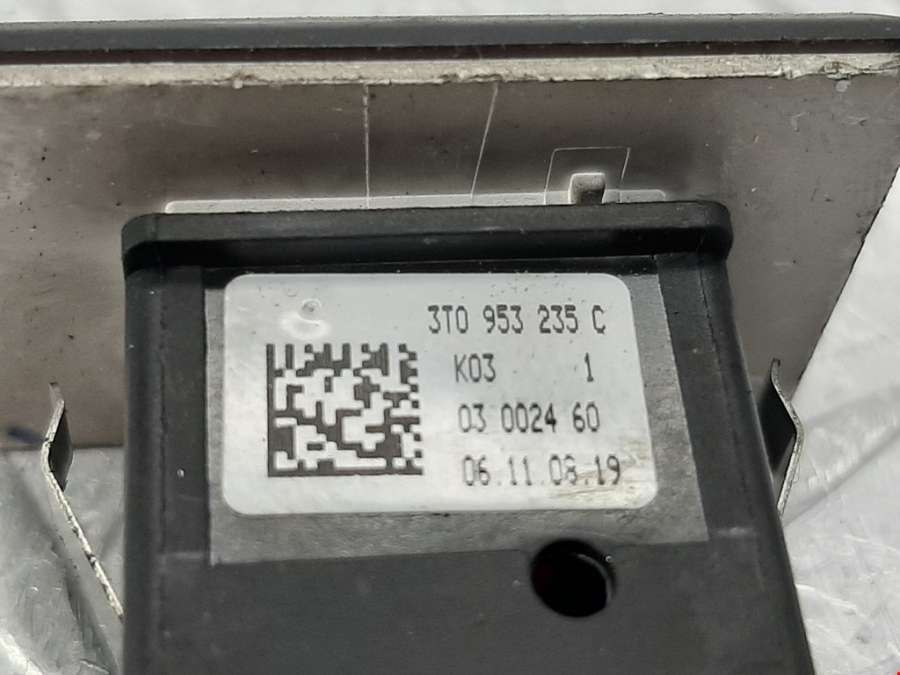 S
3T0 953 235 C
K03 1
03 0024 60
06.11.08.19